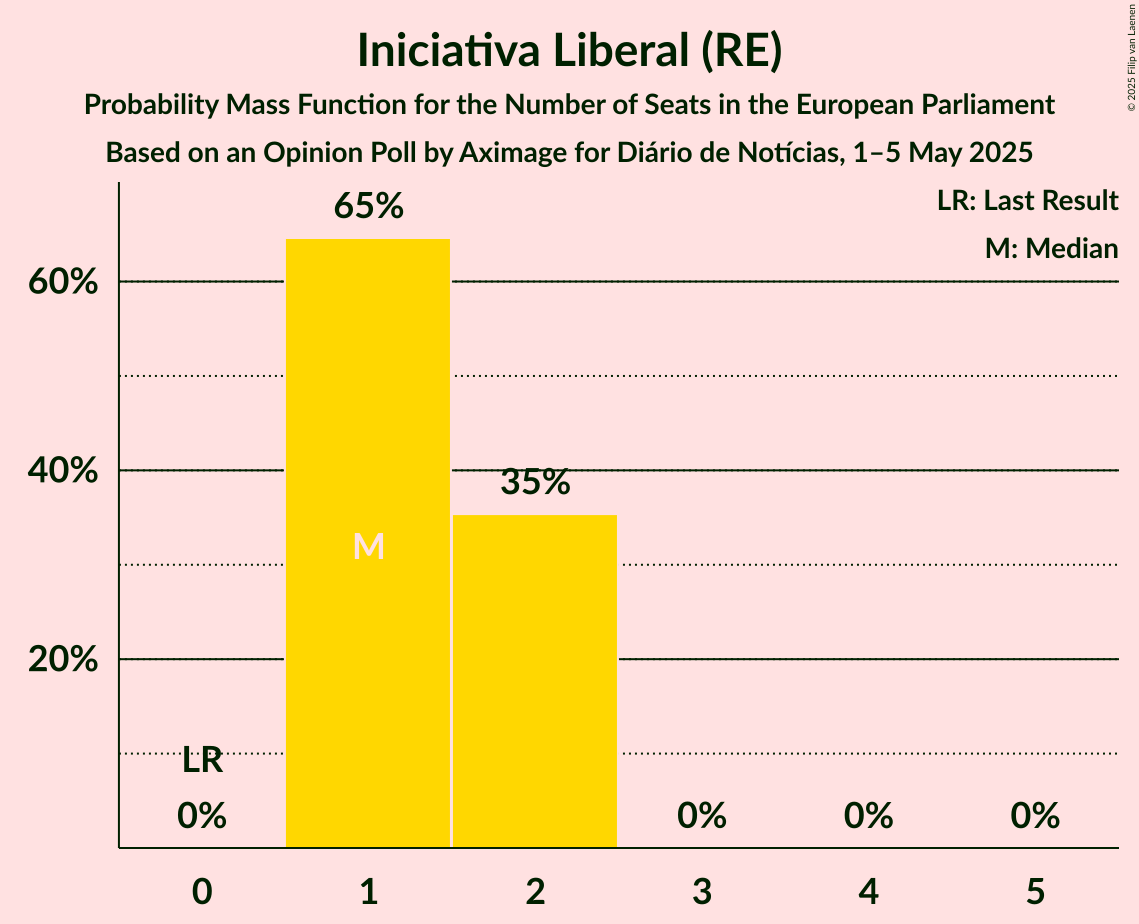 Iniciativa Liberal (RE)
Probability Mass Function for the Number of Seats in the European Parliament
Based on an Opinion Poll by Aximage for Diário de Notícias, 1–5 May 2025
© 2025 Filip van Laenen
LR: Last Result
M: Median
65%
60%
40%
35%
M
20%
LR
0%
0%
0%
0%
0
1
2
3
4
5